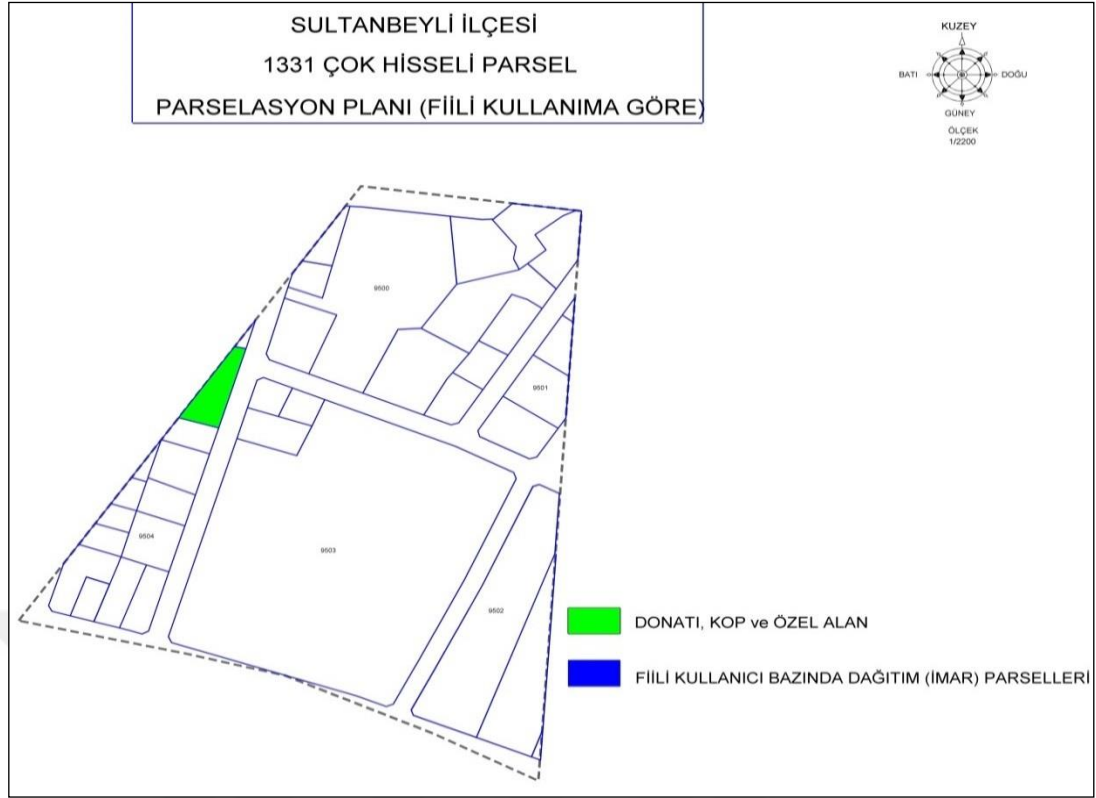 SULTANBEYLİ İLÇESİ
1331 ÇOK HİSSELİ PARSEL
PARSELASYON PLANI (FİİLİ KULLANIMA GÖRE)
KUZEY
BATI
DOĞU
GÜNEY
ÖLÇEK
1/2200
9500
9501
9504
9503
9502
DONATI, KOP ve ÖZEL ALAN
FİİLİ KULLANICI BAZINDA DAĞITIM (İMAR) PARSELLERİ